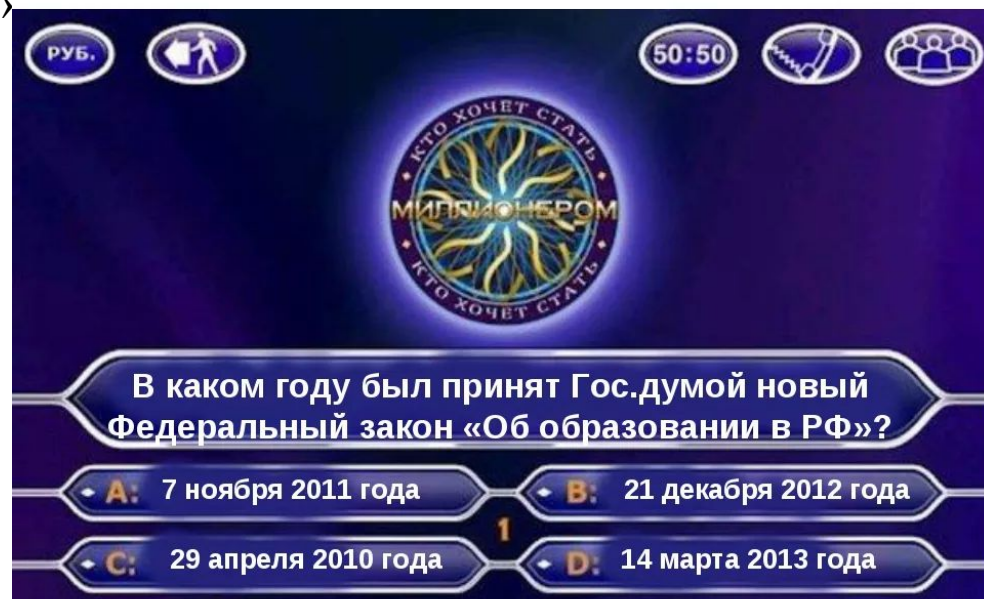 ›
РУБ.
50:50
КТО ХОЧЕТ СТАТЬ
МИЛЛИОНЕРОМ
КТО ХОЧЕТ СТАТЬ
В каком году был принят Гос.думой новый
Федеральный закон «Об образовании в РФ»?
A: 7 ноября 2011 года
B: 21 декабря 2012 года
1
C: 29 апреля 2010 года
D: 14 марта 2013 года